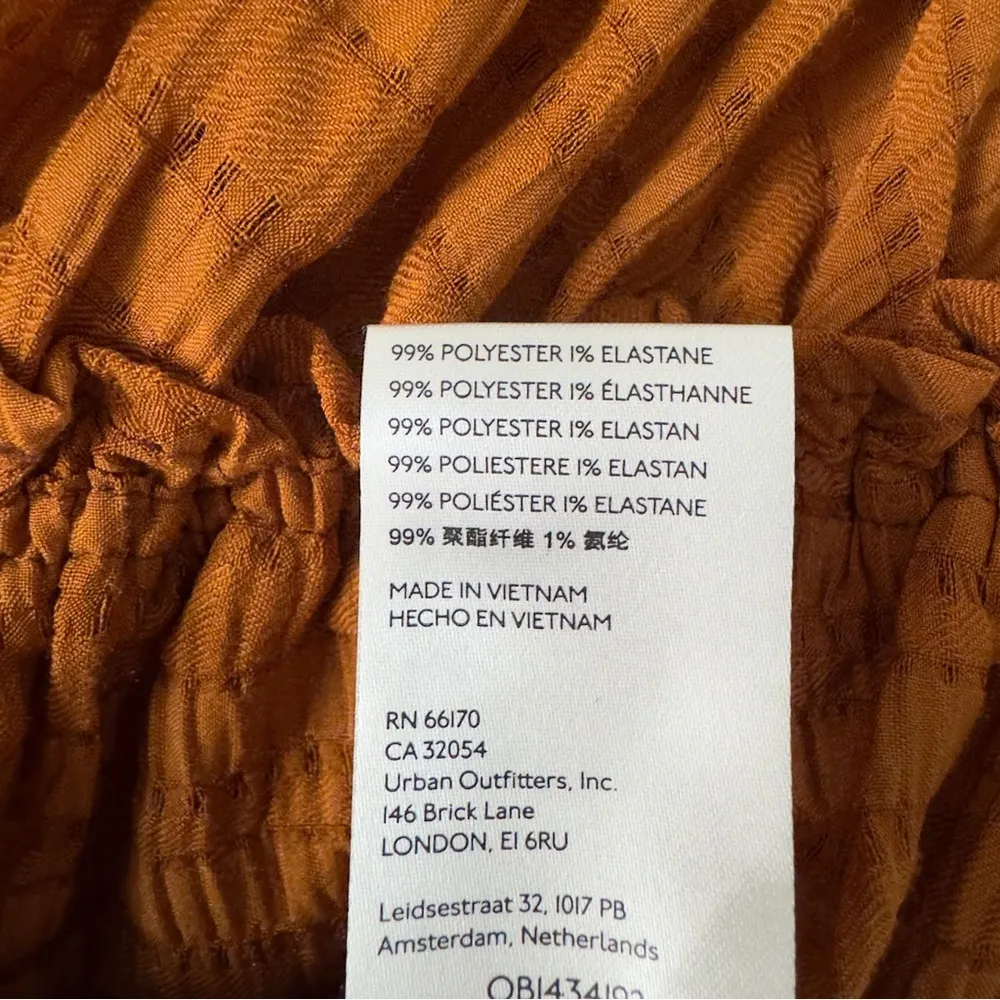 99% POLYESTER 1% ELASTANE
99% POLYESTER 1% ÉLASTHANNE
99% POLYESTER 1% ELASTAN
99% POLIESTERE 1% ELASTAN
99% POLIÉSTER 1% ELASTANE
99% 聚酯纤维 1% 氨纶
MADE IN VIETNAM
HECHO EN VIETNAM
RN 66170
CA 32054
Urban Outfitters, Inc.
146 Brick Lane
LONDON, E1 6RU
Leidsestraat 32, 1017 PB
Amsterdam, Netherlands